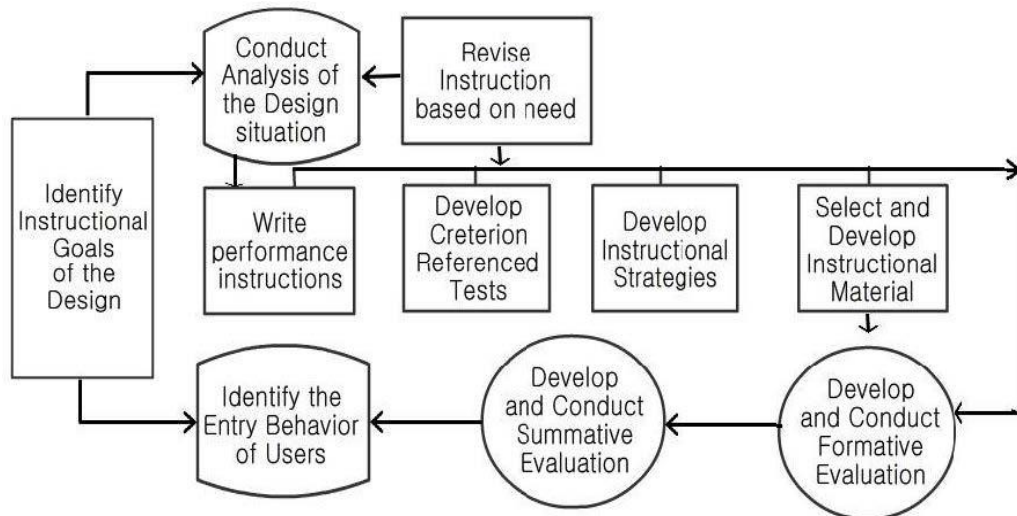 Conduct
Analysis of
the Design
situation
Revise
Instruction
based on need
Identify
Instructional
Goals
of the
Design
Write
performance
instructions
Develop
Creterion
Referenced
Tests
Develop
Instructional
Strategies
Select and
Develop
Instructional
Material
Identify the
Entry Behavior
of Users
Develop
and Conduct
Summative
Evaluation
Develop
and Conduct
Formative
Evaluation